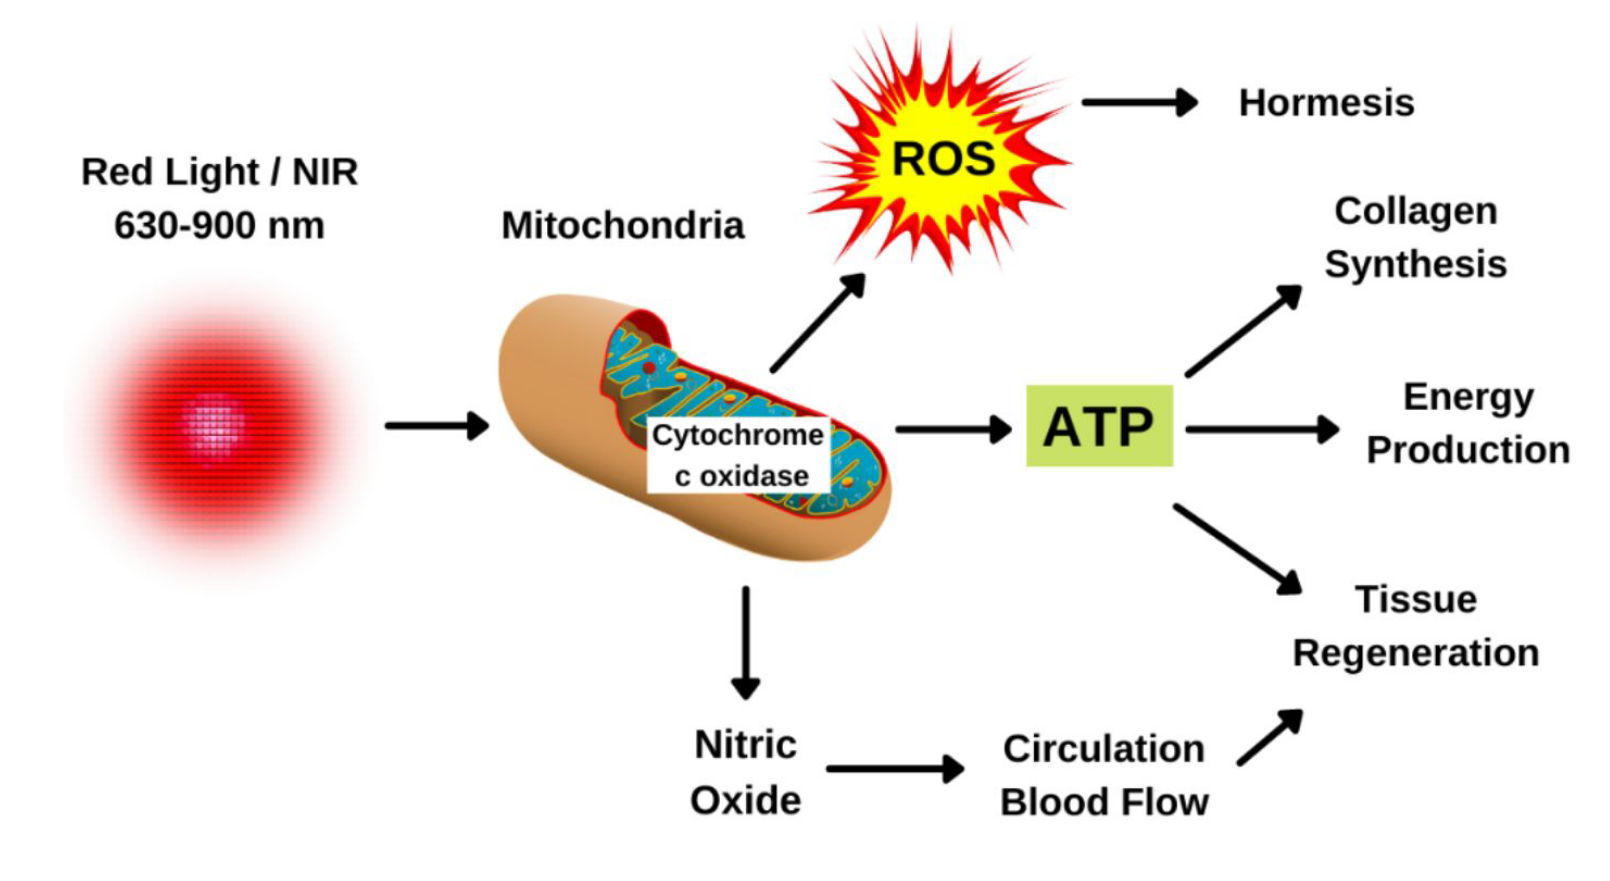 Red Light / NIR
630-900 nm
Mitochondria
Cytochrome
c oxidase
ROS
Hormesis
ATP
Collagen
Synthesis
Energy
Production
Tissue
Regeneration
Nitric
Oxide
Circulation
Blood Flow